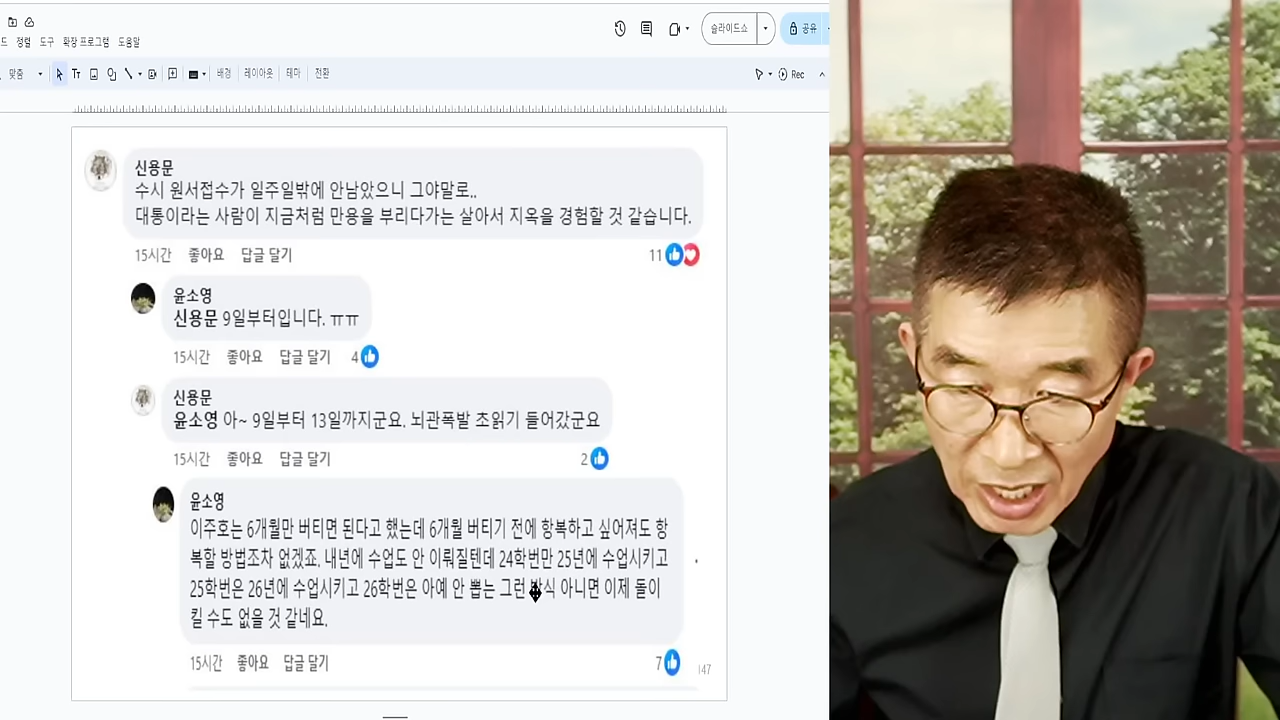 드 정렬 도구 확장 프로그램 도움말
슬라이드쇼
공유
맞춤
Tт
배경 레이아웃 테마 전환
Rec
신용문
수시 원서접수가 일주일밖에 안남았으니 그야말로..
대통이라는 사람이 지금처럼 만용을 부리다가는 살아서 지옥을 경험할 것 같습니다.
15시간 좋아요 답글 달기 11
윤소영
신용문 9일부터입니다. ㅠㅠ
15시간 좋아요 답글 달기 4
신용문
윤소영 아~ 9일부터 13일까지군요. 뇌관폭발 초읽기 들어갔군요
15시간 좋아요 답글 달기 2
윤소영
이주호는 6개월만 버티면 된다고 했는데 6개월 버티기 전에 항복하고 싶어져도 항
복할 방법조차 없겠죠. 내년에 수업도 안 이뤄질텐데 24학번만 25년에 수업시키고
25학번은 26년에 수업시키고 26학번은 아예 안 뽑는 그런 방식 아니면 이제 돌이
킬 수도 없을 것 같네요.
15시간 좋아요 답글 달기 7
147